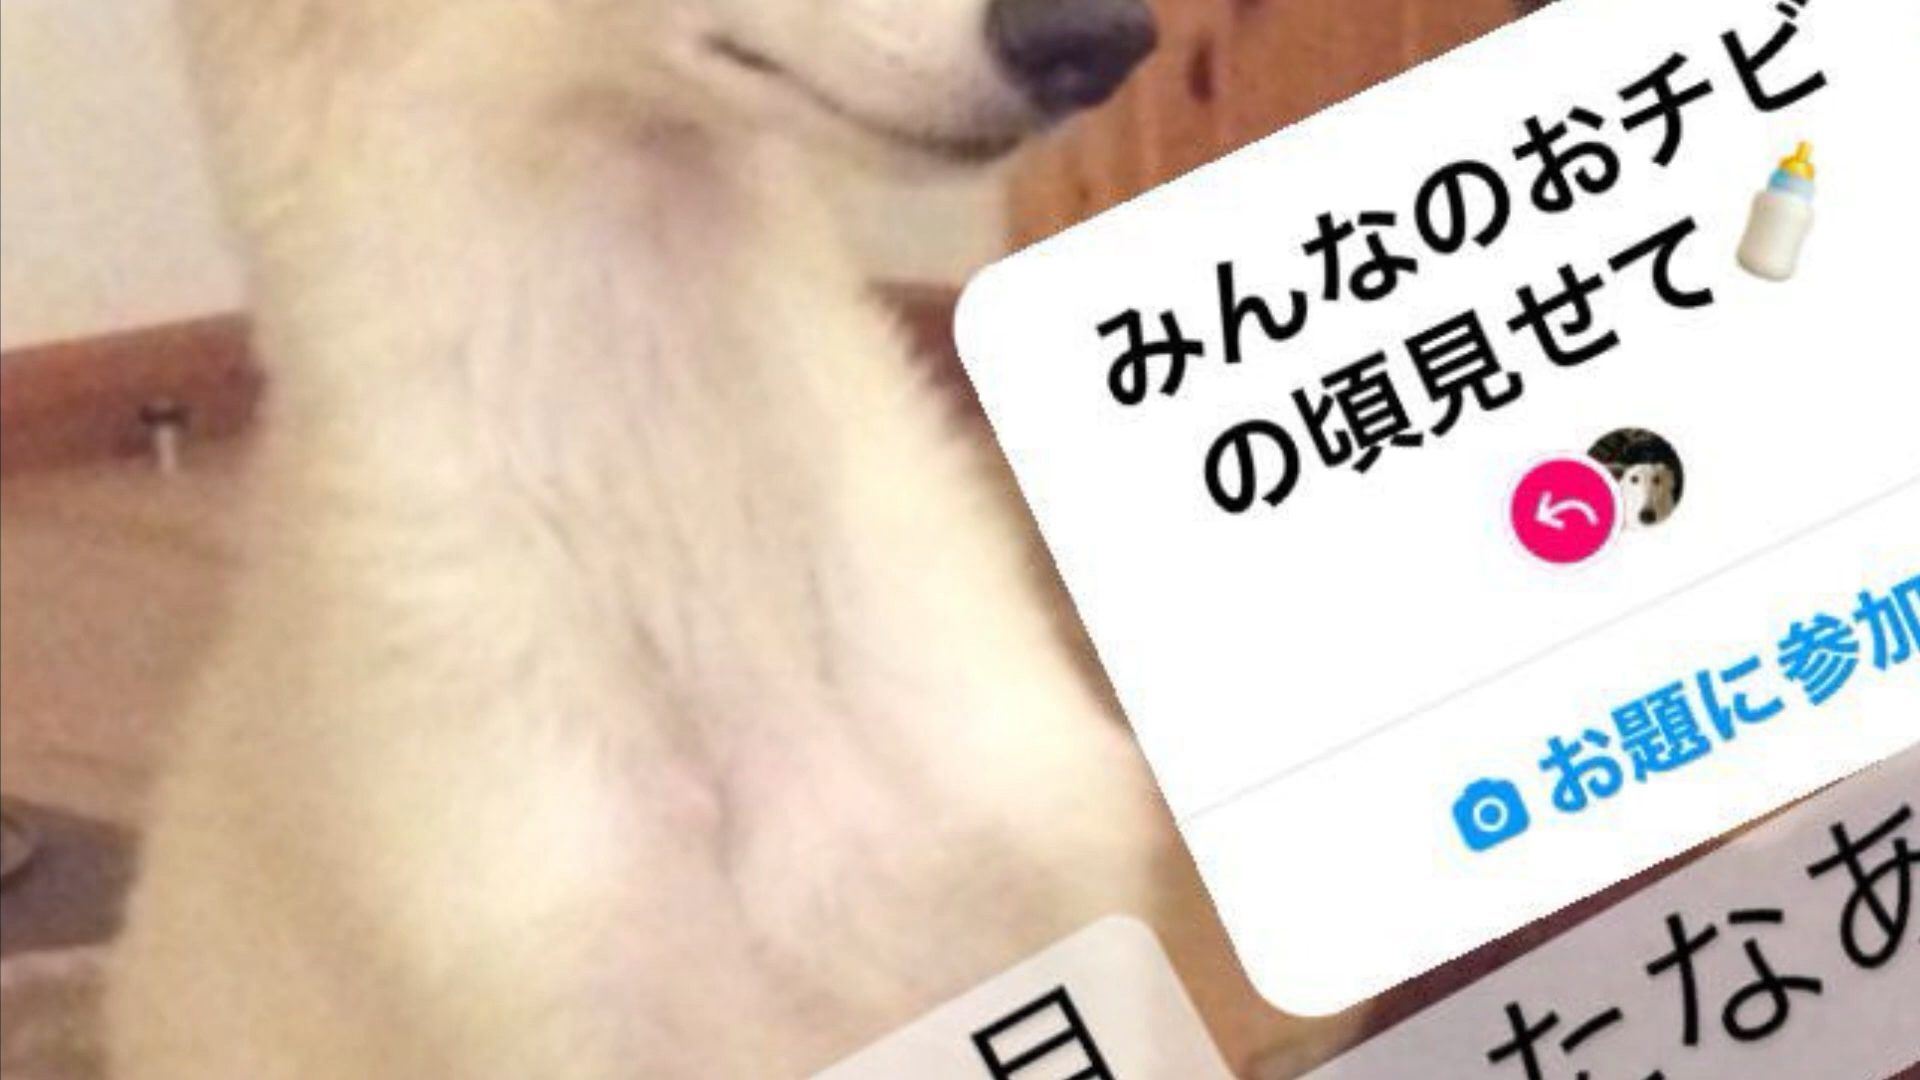 みんなのおチビ
の頃見せて🍼
お題に参加
たなあ